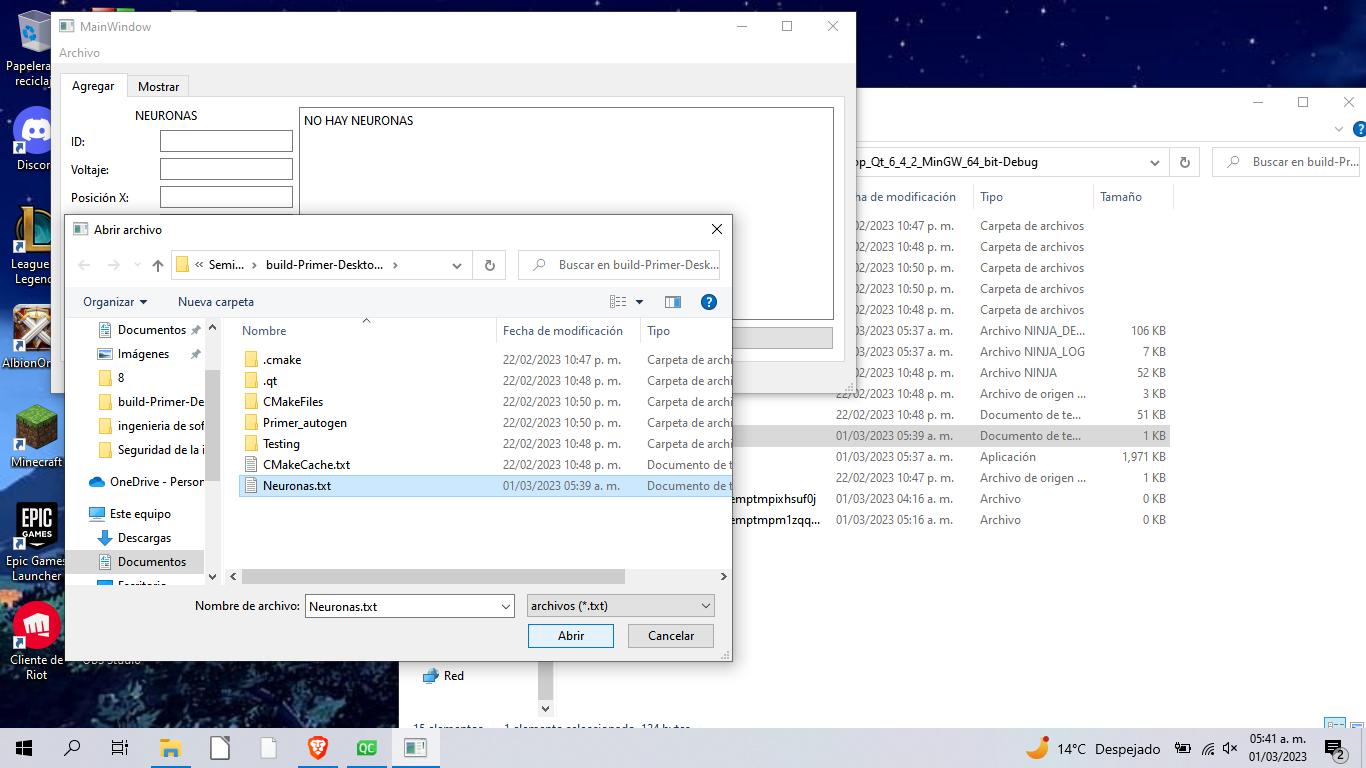 Papelera
reciclaj
Discor
League
Legend
AlbionOn
Minecraft
Epic Games
Launcher
Cliente de
Riot
OBS Studio
MainWindow
Archivo
Agregar
Mostrar
NEURONAS
ID:
Voltaje:
Posición X:
NO HAY NEURONAS
Abrir archivo
« Semi... › build-Primer-Deskto... ›
Buscar en build-Primer-Desk...
Organizar
Nueva carpeta
Documentos
Imágenes
8
build-Primer-De
ingenieria de sof
Seguridad de la i
OneDrive - Person
Este equipo
Descargas
Documentos
Escritorio
Nombre Fecha de modificación Tipo
.cmake 22/02/2023 10:47 p. m. Carpeta de archi
.qt 22/02/2023 10:48 p. m. Carpeta de archi
CMakeFiles 22/02/2023 10:50 p. m. Carpeta de archi
Primer_autogen 22/02/2023 10:50 p. m. Carpeta de archi
Testing 22/02/2023 10:48 p. m. Carpeta de archi
CMakeCache.txt 22/02/2023 10:48 p. m. Documento de t
Neuronas.txt 01/03/2023 05:39 a. m. Documento de t
Nombre de archivo: Neuronas.txt archivos (*.txt)
Abrir Cancelar
op_Qt_6_4_2_MinGW_64_bit-Debug
Buscar en build-Pr...
ha de modificación Tipo Tamaño
02/2023 10:47 p. m. Carpeta de archivos
02/2023 10:48 p. m. Carpeta de archivos
02/2023 10:50 p. m. Carpeta de archivos
02/2023 10:50 p. m. Carpeta de archivos
02/2023 10:48 p. m. Carpeta de archivos
03/2023 05:37 a. m. Archivo NINJA_DE... 106 KB
03/2023 05:37 a. m. Archivo NINJA_LOG 7 KB
02/2023 10:48 p. m. Archivo NINJA 52 KB
22/02/2023 10:48 p. m. Archivo de origen ... 3 KB
22/02/2023 10:48 p. m. Documento de te... 51 KB
01/03/2023 05:39 a. m. Documento de te... 1 KB
01/03/2023 05:37 a. m. Aplicación 1,971 KB
22/02/2023 10:47 p. m. Archivo de origen ... 1 KB
emptmpixhsuf0j 01/03/2023 04:16 a. m. Archivo 0 KB
emptmpm1zqq... 01/03/2023 05:16 a. m. Archivo 0 KB
Red
15 elementos 1 elemento seleccionado 134 bytes
EPIC
GAMES
QC
14°C Despejado
05:41 a. m.
01/03/2023
2